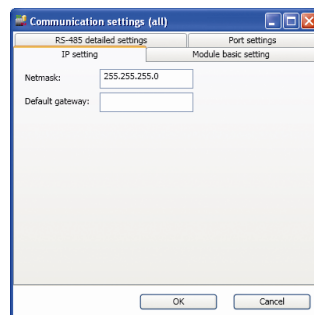 Communication settings (all)
RS-485 detailed settings
Port settings
IP setting
Module basic setting
Netmask:
255.255.255.0
Default gateway:
OK
Cancel